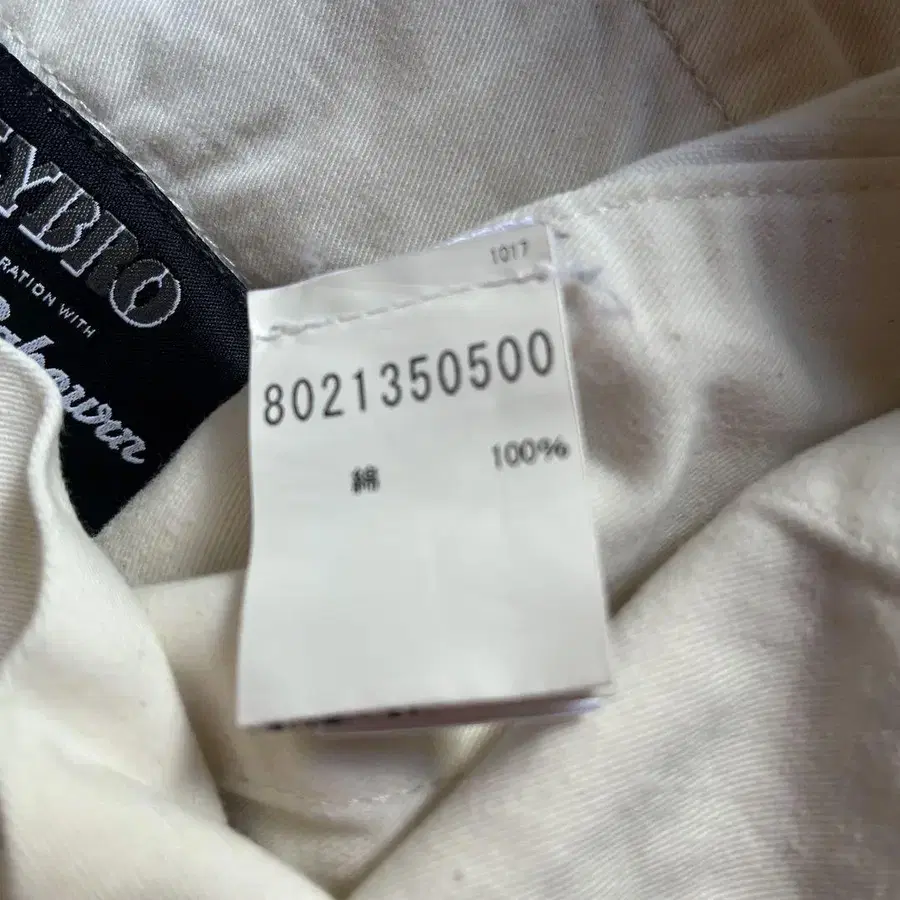 YBRO
RATION WITH
1017
8021350500
綿 100%